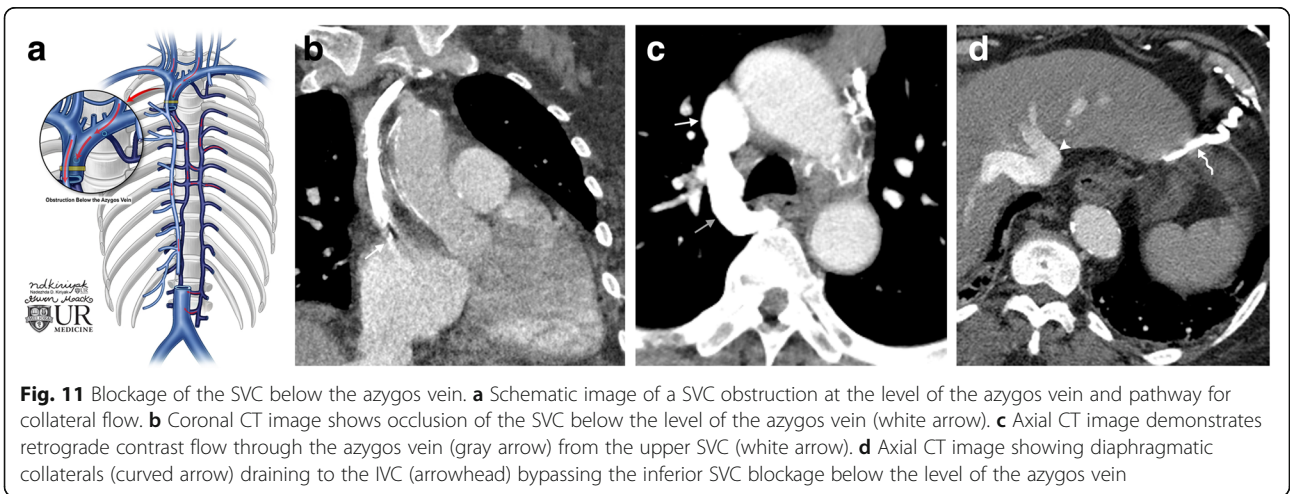 a
b
c
d
Obstruction Below the Azygos Vein
ndkiriyak
Nadezhda D. Kiriyak
Gwen Mack
UR
MEDICINE
Fig. 11 Blockage of the SVC below the azygos vein. a Schematic image of a SVC obstruction at the level of the azygos vein and pathway for
collateral flow. b Coronal CT image shows occlusion of the SVC below the level of the azygos vein (white arrow). c Axial CT image demonstrates
retrograde contrast flow through the azygos vein (gray arrow) from the upper SVC (white arrow). d Axial CT image showing diaphragmatic
collaterals (curved arrow) draining to the IVC (arrowhead) bypassing the inferior SVC blockage below the level of the azygos vein